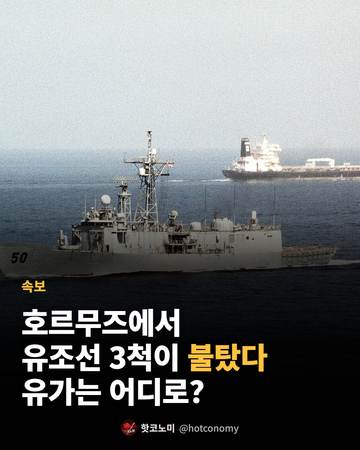 50
속보
호르무즈에서
유조선 3척이 불탔다
유가는 어디로?
핫코노미 @hotconomy